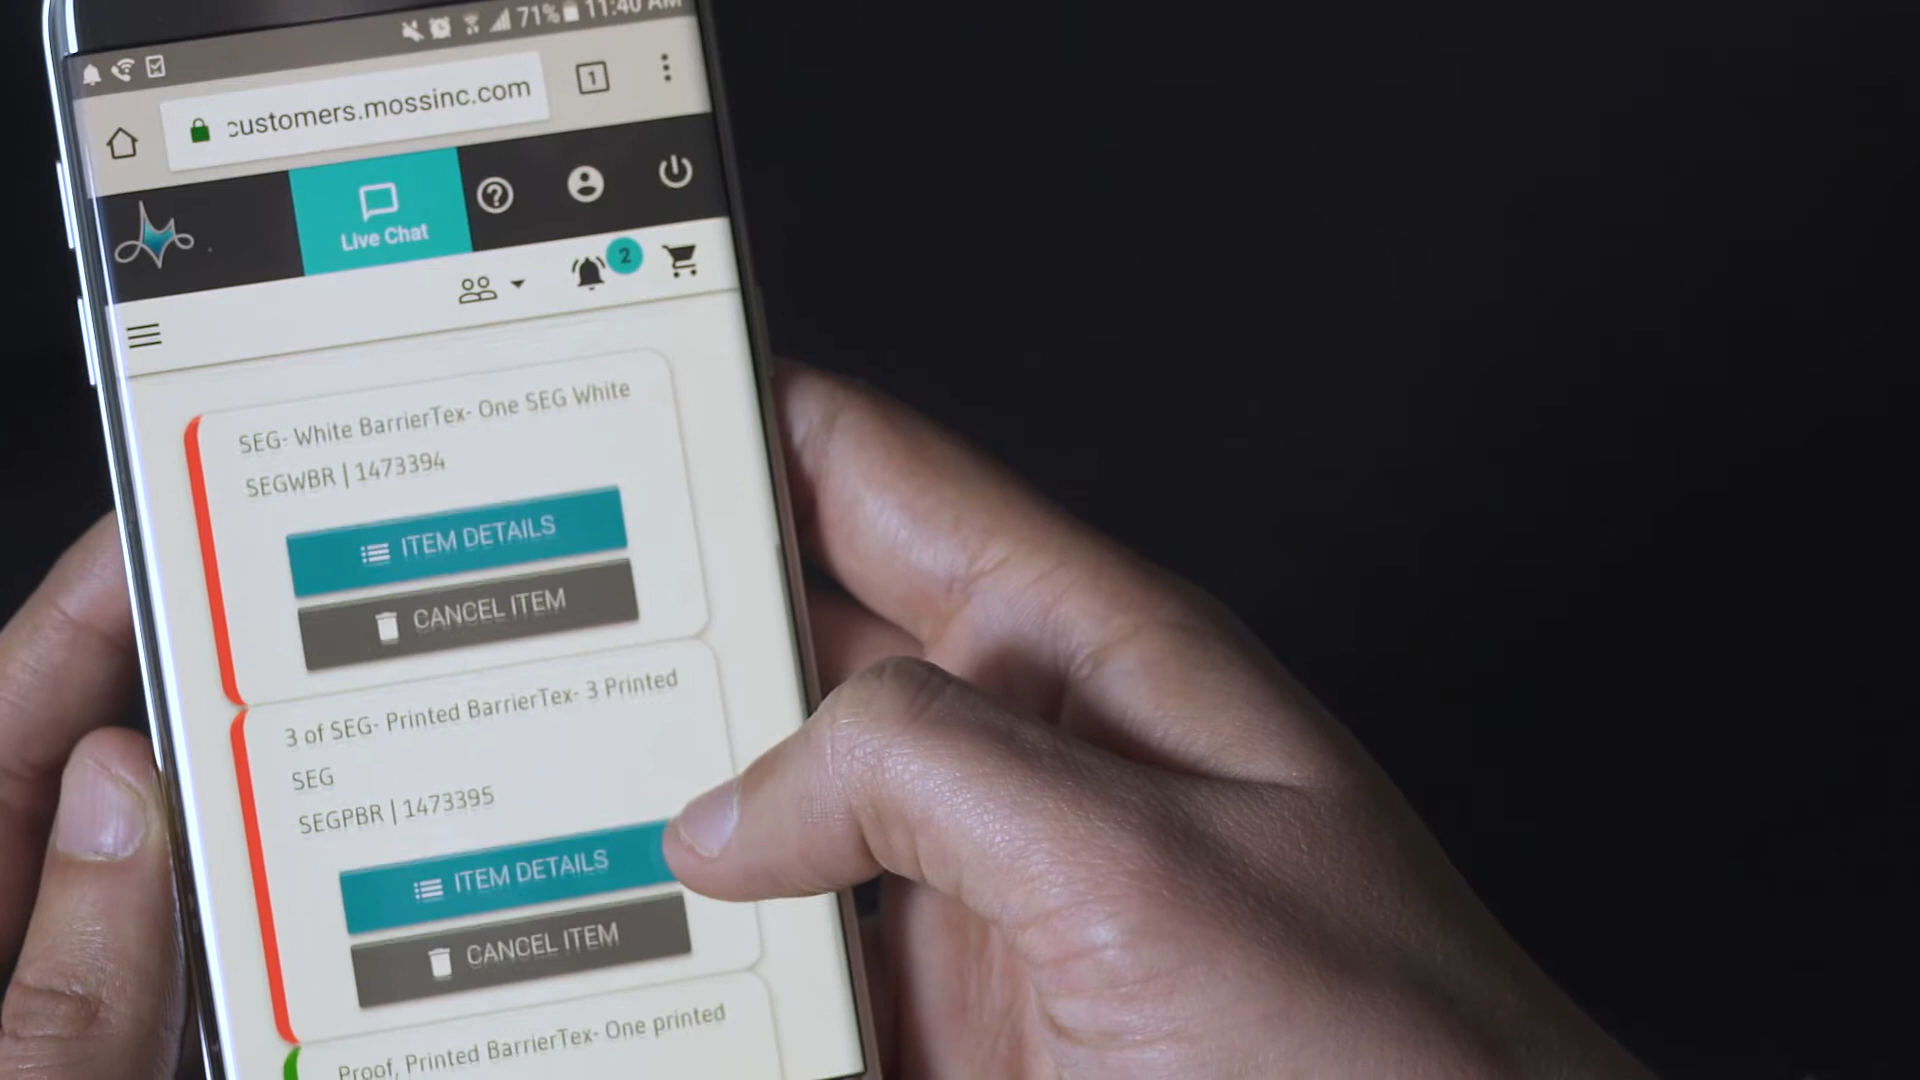 71% 11:40 AM
customers.mossinc.com
1
Live Chat
2
SEG- White BarrierTex- One SEG White
SEGWBR | 1473394
ITEM DETAILS
CANCEL ITEM
3 of SEG- Printed BarrierTex- 3 Printed
SEG
SEGPBR | 1473395
ITEM DETAILS
CANCEL ITEM
Proof, Printed BarrierTex- One printed